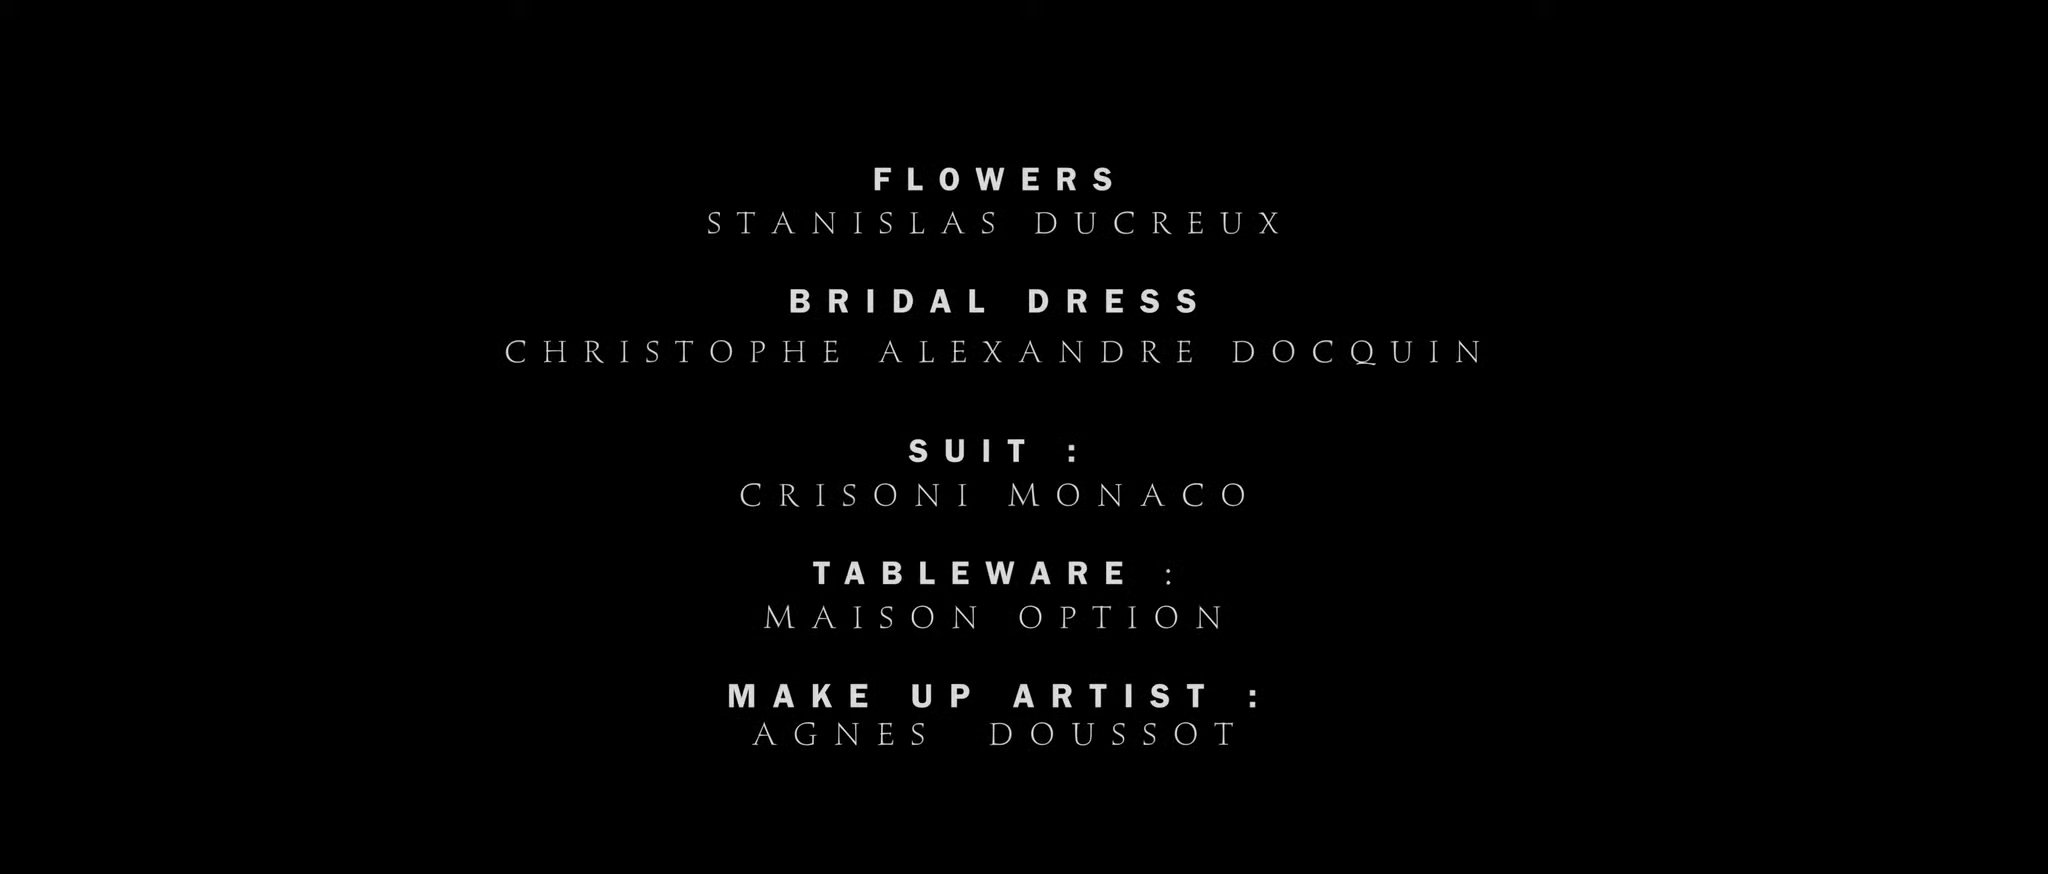 FLOWERS
STANISLAS DUCREUX
BRIDAL DRESS
CHRISTOPHE ALEXANDRE DOCQUIN
SUIT :
CRISONI MONACO
TABLEWARE :
MAISON OPTION
MAKE UP ARTIST :
AGNES DOUSSOT